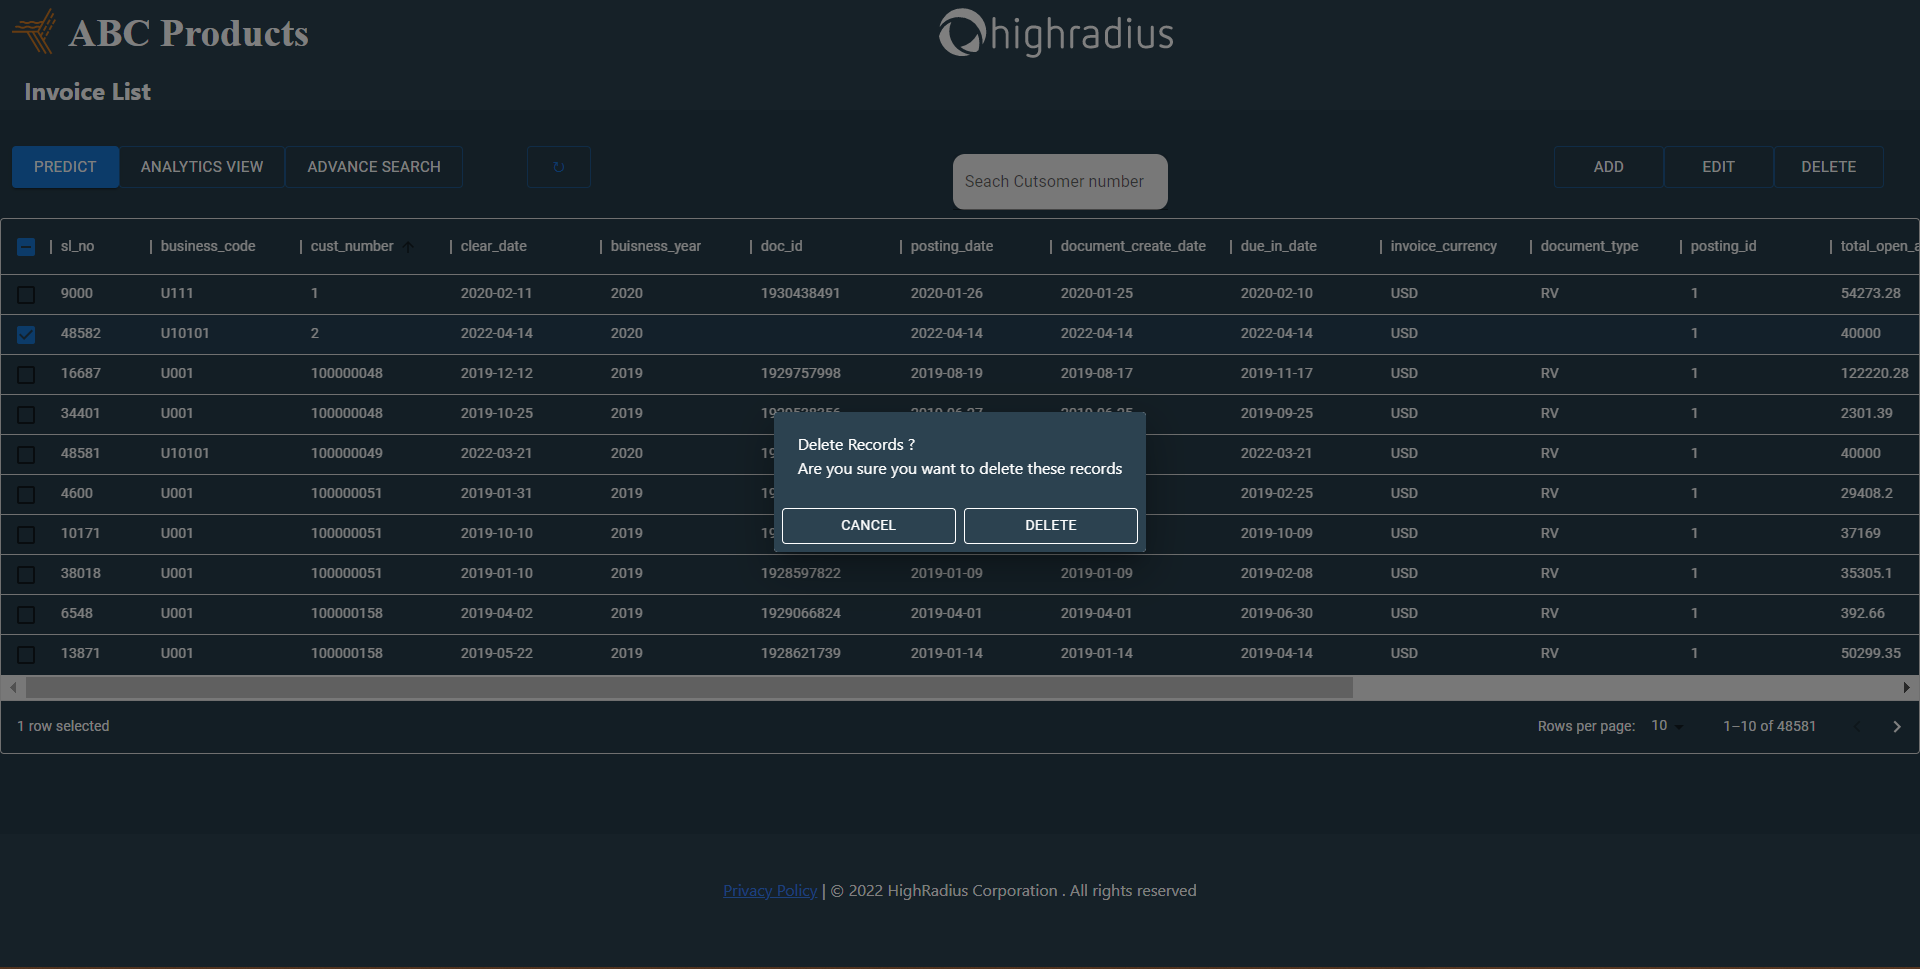 ABC Products
highradius
Invoice List
PREDICT ANALYTICS VIEW ADVANCE SEARCH ↻ Seach Cutsomer number ADD EDIT DELETE
sl_no business_code cust_number ↑ clear_date buisness_year doc_id posting_date document_create_date due_in_date invoice_currency document_type posting_id total_open_a
9000 U111 1 2020-02-11 2020 1930438491 2020-01-26 2020-01-25 2020-02-10 USD RV 1 54273.28
48582 U10101 2 2022-04-14 2020 2022-04-14 2022-04-14 2022-04-14 USD 1 40000
16687 U001 100000048 2019-12-12 2019 1929757998 2019-08-19 2019-08-17 2019-11-17 USD RV 1 122220.28
34401 U001 100000048 2019-10-25 2019 2019-09-25 USD RV 1 2301.39
48581 U10101 100000049 2022-03-21 2020 2022-03-21 USD RV 1 40000
4600 U001 100000051 2019-01-31 2019 2019-02-25 USD RV 1 29408.2
10171 U001 100000051 2019-10-10 2019 2019-10-09 USD RV 1 37169
38018 U001 100000051 2019-01-10 2019 1928597822 2019-01-09 2019-01-09 2019-02-08 USD RV 1 35305.1
6548 U001 100000158 2019-04-02 2019 1929066824 2019-04-01 2019-04-01 2019-06-30 USD RV 1 392.66
13871 U001 100000158 2019-05-22 2019 1928621739 2019-01-14 2019-01-14 2019-04-14 USD RV 1 50299.35
Delete Records ?
Are you sure you want to delete these records
CANCEL DELETE
1 row selected Rows per page: 10 1–10 of 48581
Privacy Policy | © 2022 HighRadius Corporation . All rights reserved